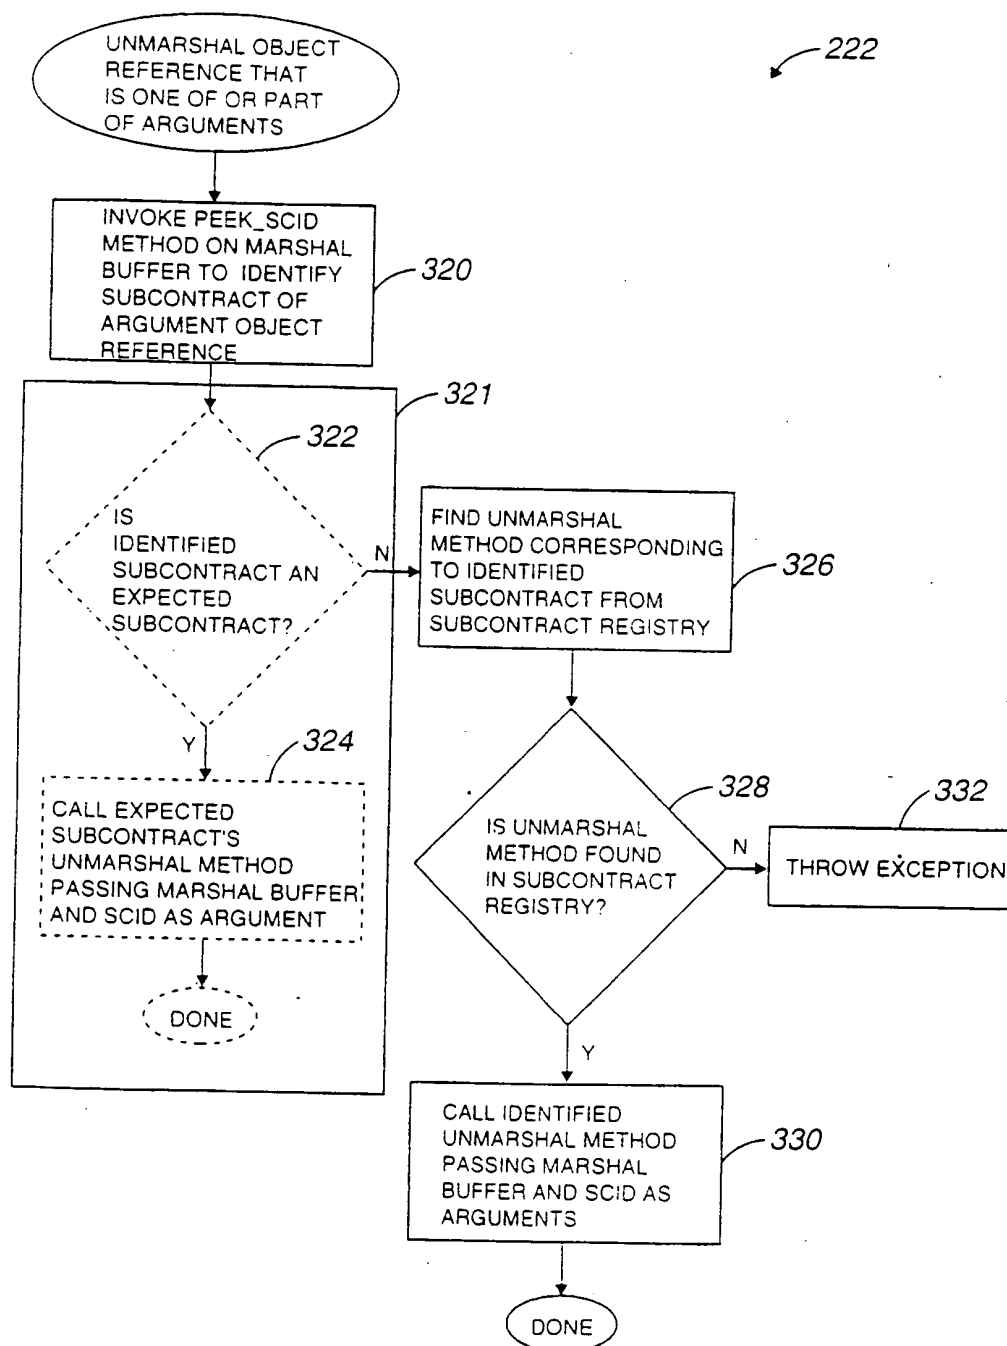 UNMARSHAL OBJECT
REFERENCE THAT
IS ONE OF OR PART
OF ARGUMENTS
222
INVOKE PEEK_SCID
METHOD ON MARSHAL
BUFFER TO IDENTIFY
SUBCONTRACT OF
ARGUMENT OBJECT
REFERENCE
320
321
322
IS
IDENTIFIED
SUBCONTRACT AN
EXPECTED
SUBCONTRACT?
N
Y
324
CALL EXPECTED
SUBCONTRACT'S
UNMARSHAL METHOD
PASSING MARSHAL BUFFER
AND SCID AS ARGUMENT
DONE
FIND UNMARSHAL
METHOD CORRESPONDING
TO IDENTIFIED
SUBCONTRACT FROM
SUBCONTRACT REGISTRY
326
IS UNMARSHAL
METHOD FOUND
IN SUBCONTRACT
REGISTRY?
328
N
332
THROW EXCEPTION
Y
CALL IDENTIFIED
UNMARSHAL METHOD
PASSING MARSHAL
BUFFER AND SCID AS
ARGUMENTS
330
DONE